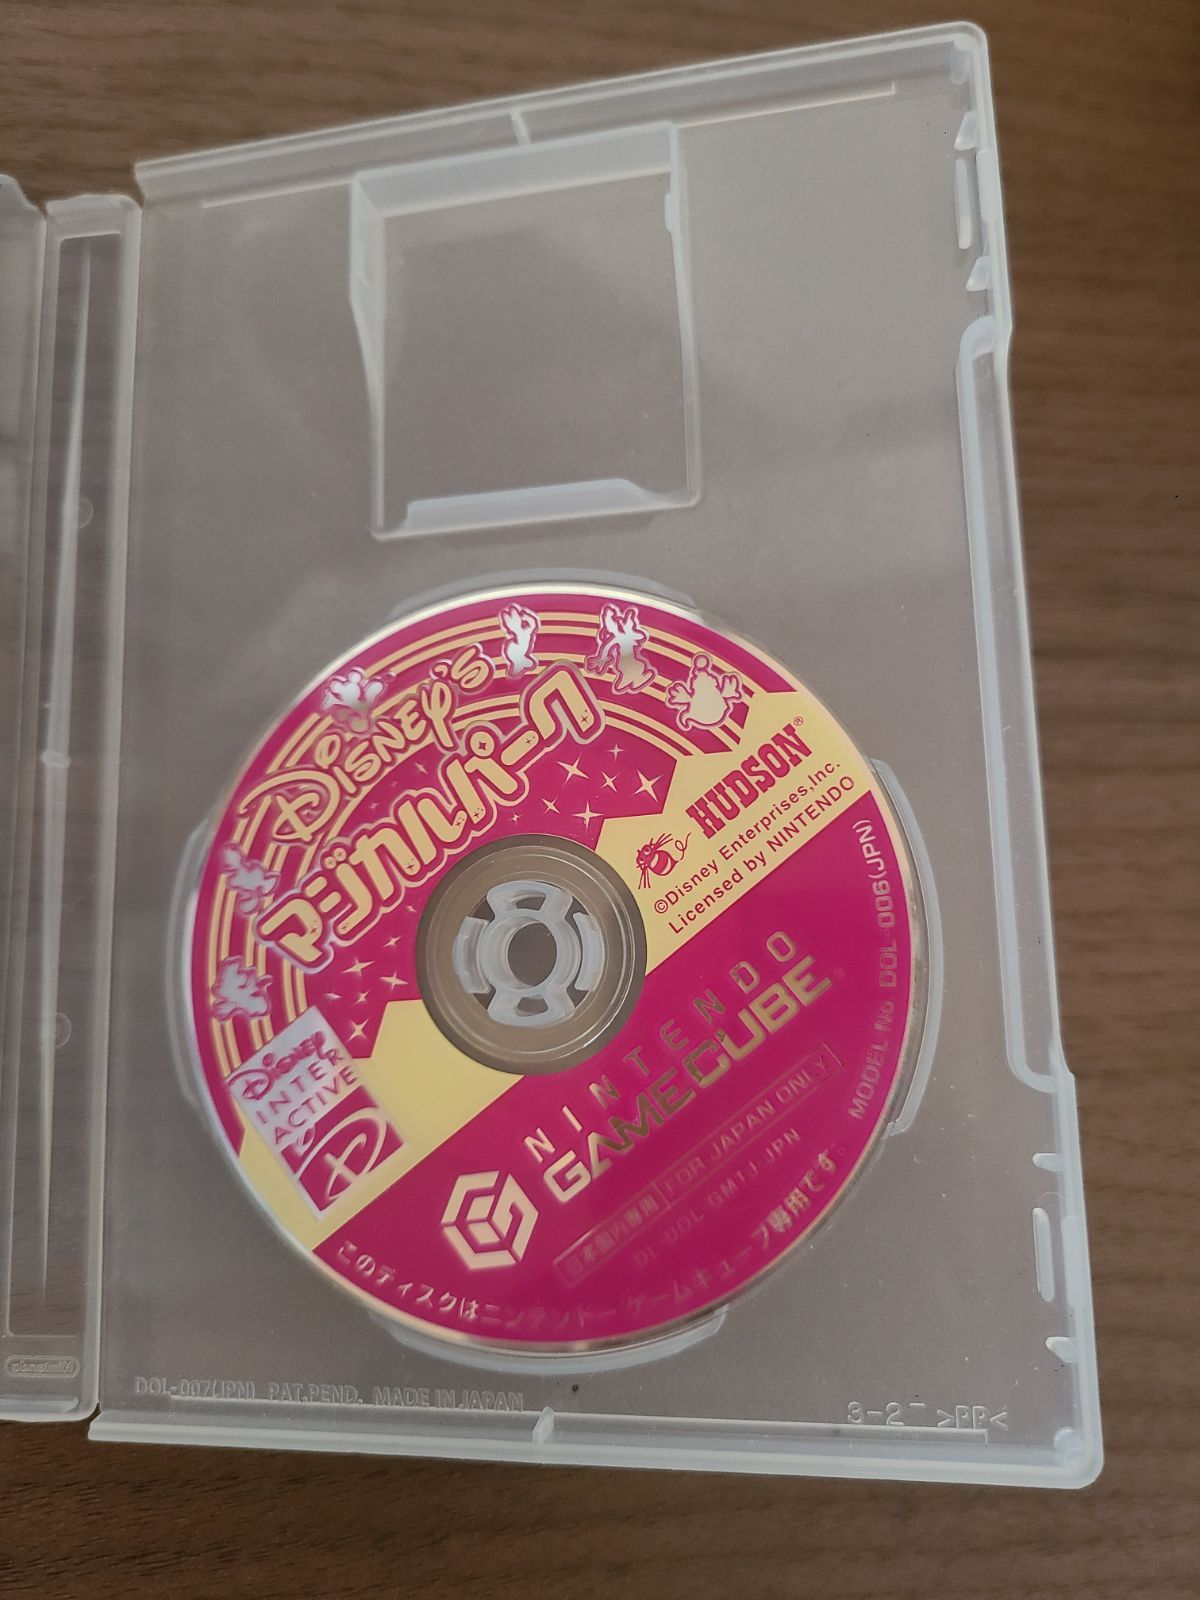 DISNEY'S
マジカルパーク
HUDSON®
©Disney Enterprises,Inc.
Licensed by NINTENDO
DISNEY
INTER
ACTIVE
NINTENDO
GAMECUBE®
日本国内専用 FOR JAPAN ONLY
DL-DOL-GMTJ-JPN
MODEL No. DOL-006(JPN)
このディスクはニンテンドー ゲームキューブ専用です。
Nintendo
DOL-007(JPN) PAT.PEND. MADE IN JAPAN
3-2 >PP<